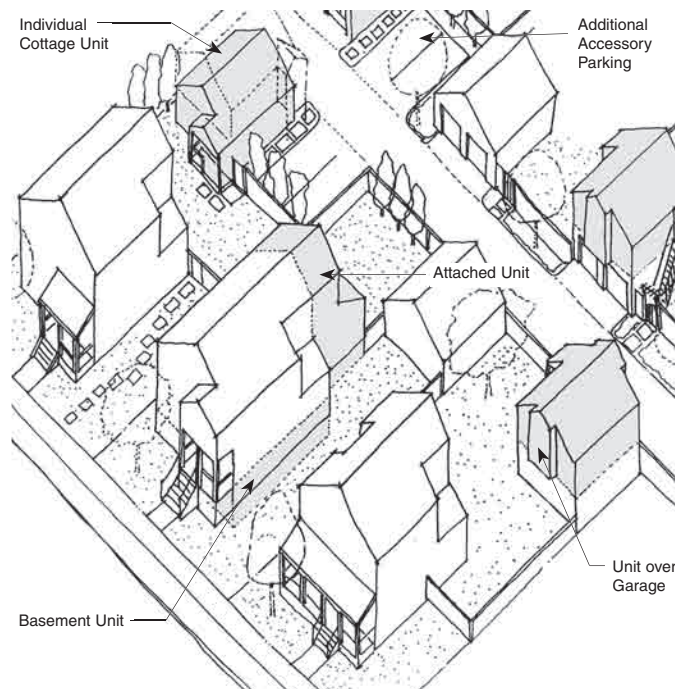 Individual
Cottage Unit
Additional
Accessory
Parking
Attached Unit
Unit over
Garage
Basement Unit